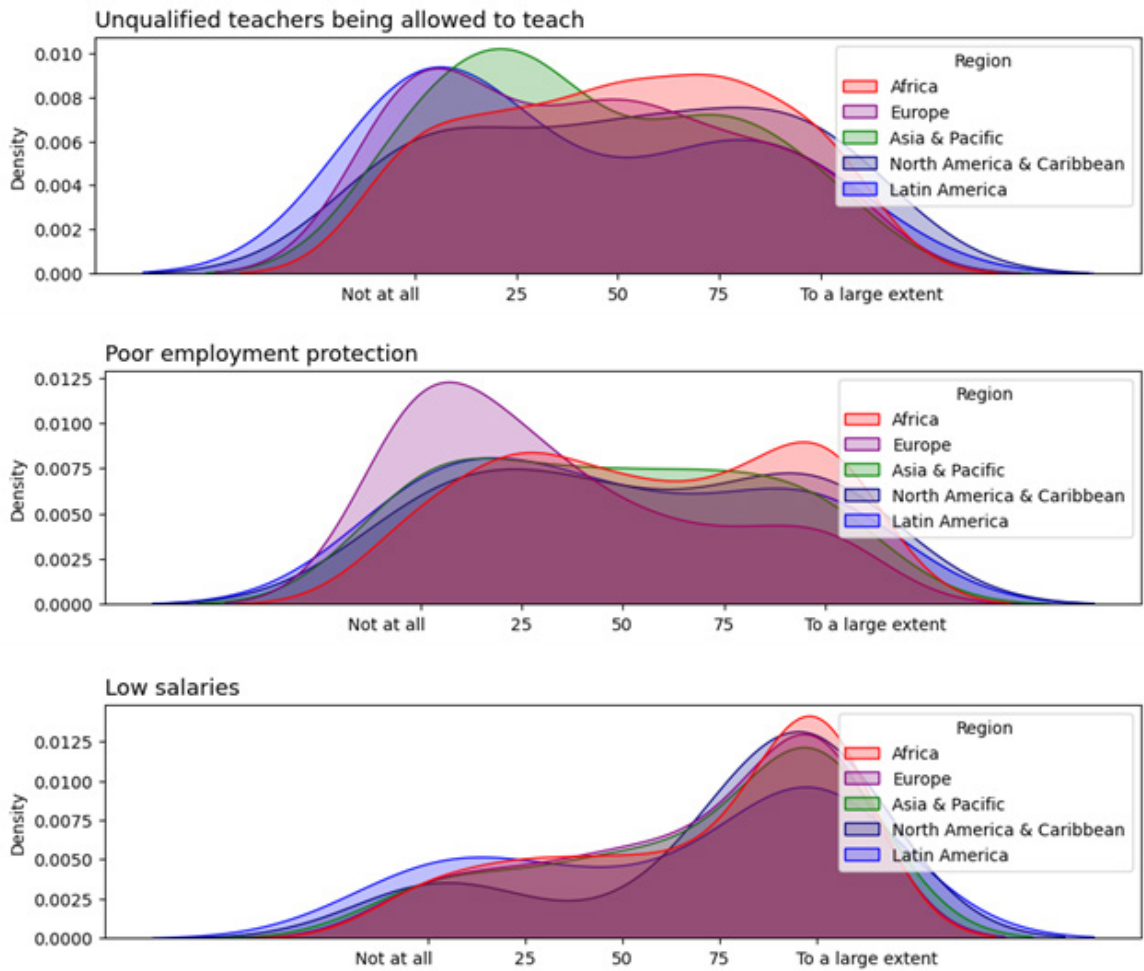 Unqualified teachers being allowed to teach
Density
0.010
0.008
0.006
0.004
0.002
0.000
Not at all 25 50 75 To a large extent
Region
Africa
Europe
Asia & Pacific
North America & Caribbean
Latin America
Poor employment protection
Density
0.0125
0.0100
0.0075
0.0050
0.0025
0.0000
Not at all 25 50 75 To a large extent
Region
Africa
Europe
Asia & Pacific
North America & Caribbean
Latin America
Low salaries
Density
0.0125
0.0100
0.0075
0.0050
0.0025
0.0000
Not at all 25 50 75 To a large extent
Region
Africa
Europe
Asia & Pacific
North America & Caribbean
Latin America